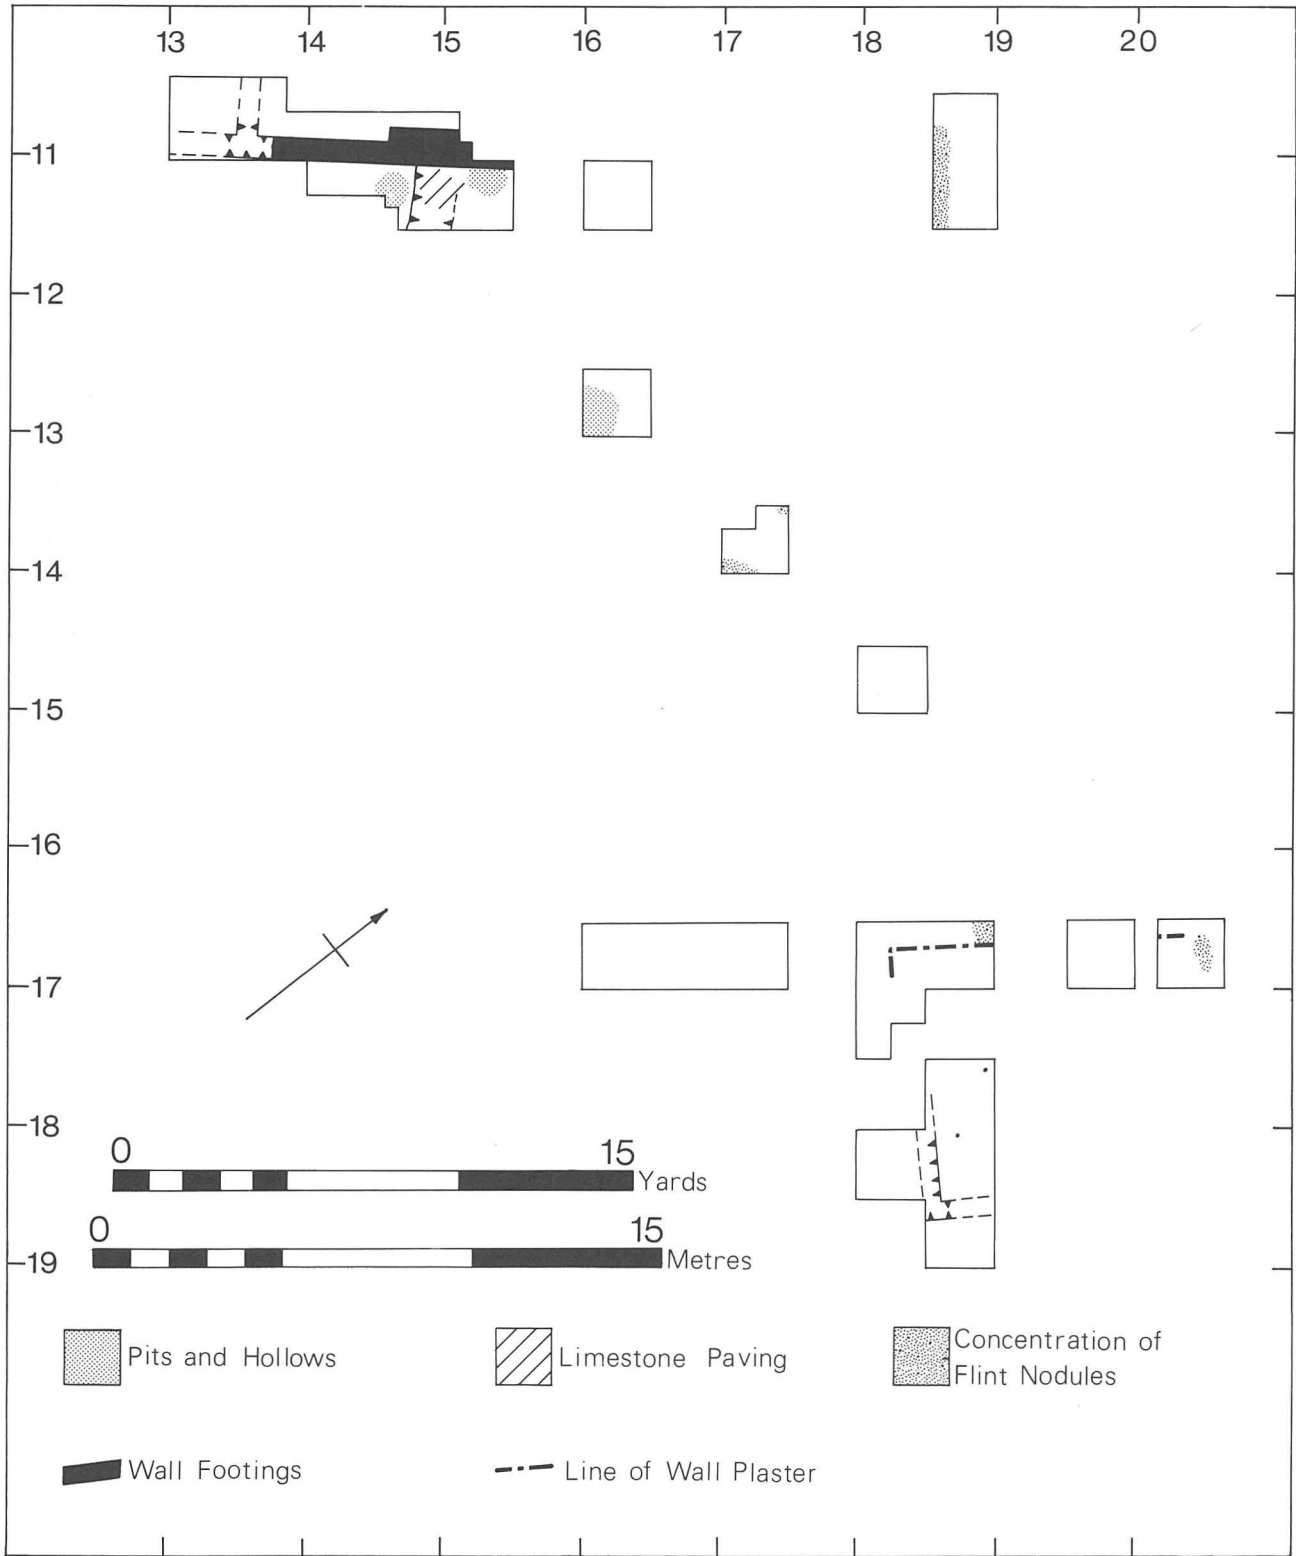 13 14 15 16 17 18 19 20
11
12
13
14
15
16
17
18
0 15
Yards
0 15
Metres
19
Pits and Hollows
Limestone Paving
Concentration of
Flint Nodules
Wall Footings
Line of Wall Plaster